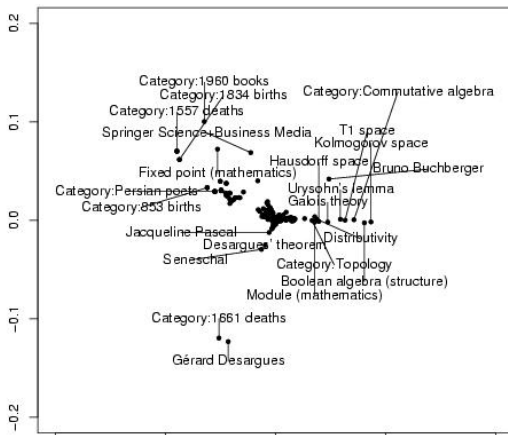 0.2
Category:1960 books
Category:1834 births
Category:Commutative algebra
Category:1557 deaths
0.1
Springer Science+Business Media
T1 space
Kolmogorov space
Hausdorff space
Bruno Buchberger
Fixed point (mathematics)
Category:Persian poets
Urysohn's lemma
Galois theory
Category:853 births
0.0
Jacqueline Pascal
Desargues' theorem
Distributivity
Seneschal
Category:Topology
Boolean algebra (structure)
Module (mathematics)
Category:1661 deaths
-0.1
Gérard Desargues
-0.2